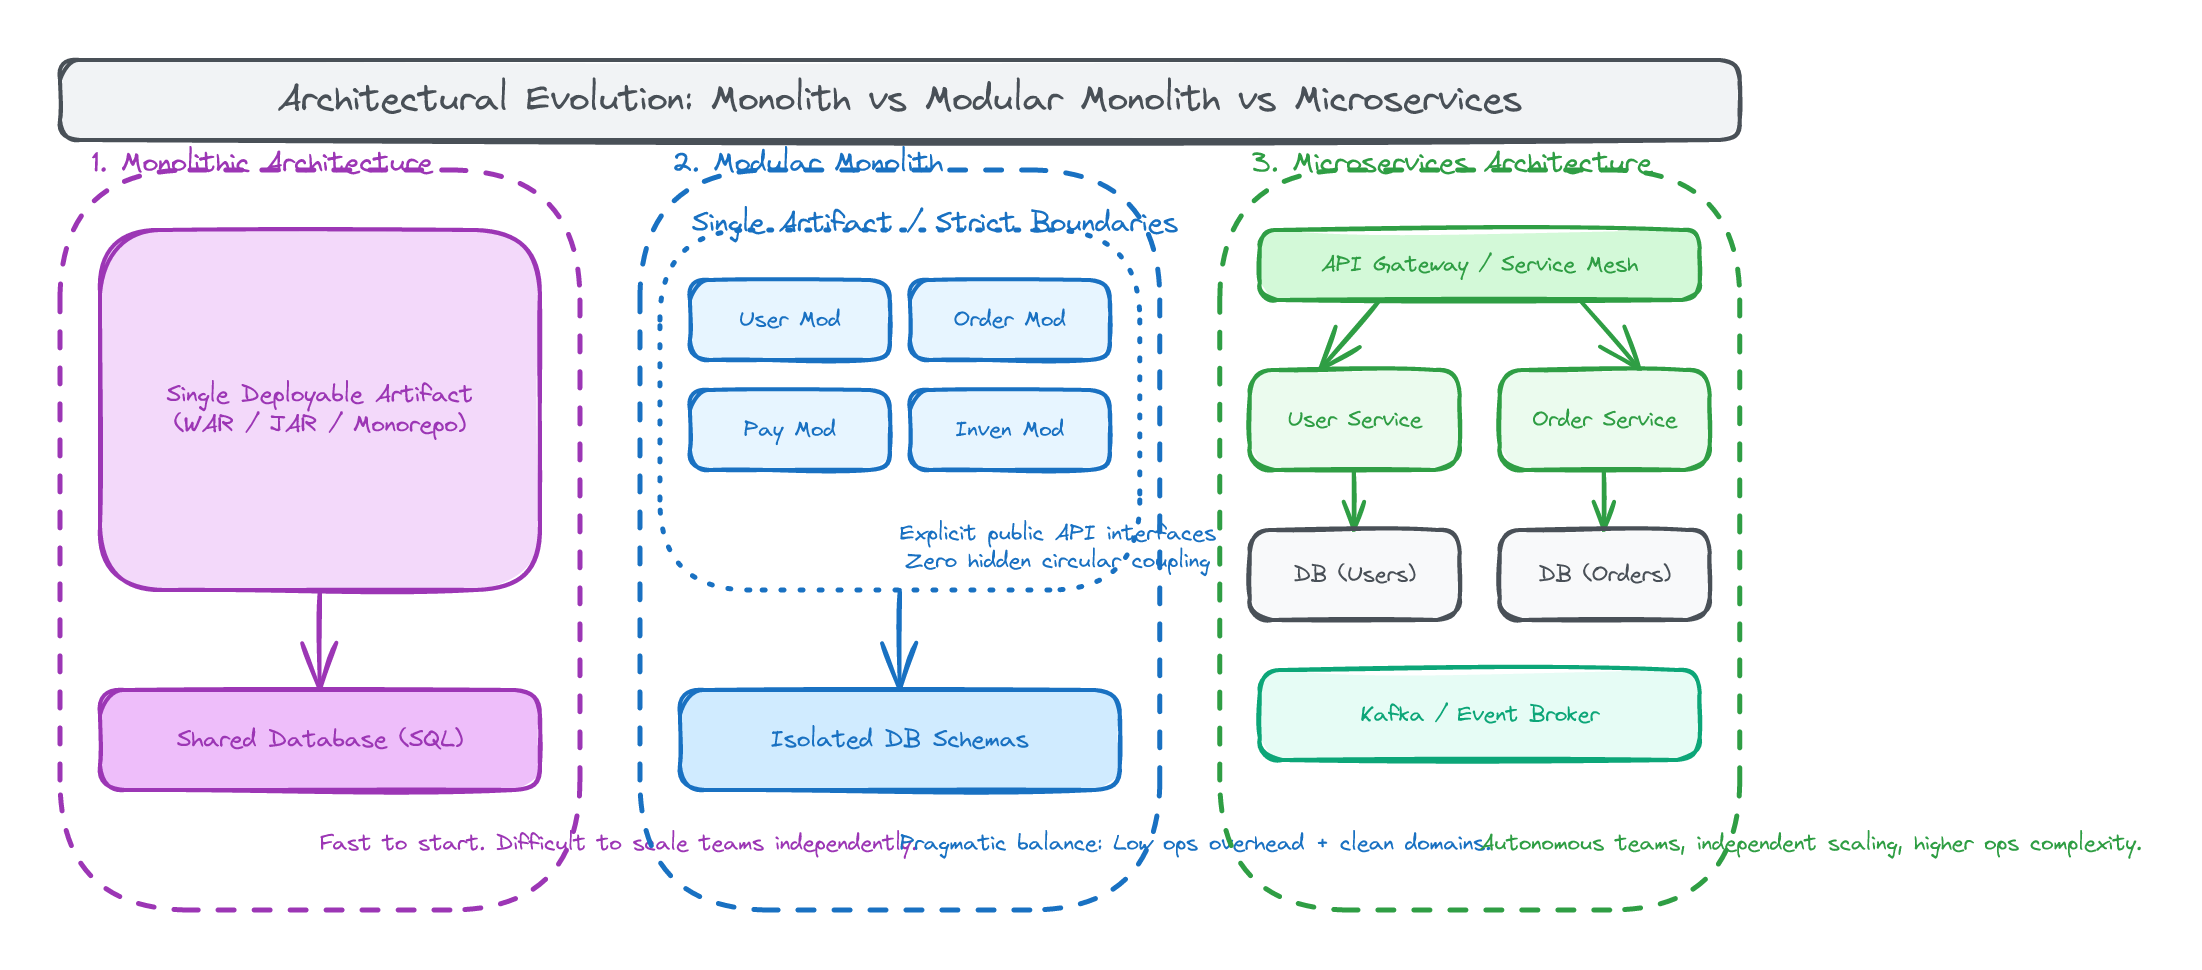 Architectural Evolution: Monolith vs Modular Monolith vs Microservices
1. Monolithic Architecture
Single Deployable Artifact
(WAR / JAR / Monorepo)
Shared Database (SQL)
Fast to start. Difficult to scale teams independently.
2. Modular Monolith
Single Artifact / Strict Boundaries
User Mod
Order Mod
Pay Mod
Inven Mod
Explicit public API interfaces
Zero hidden circular coupling
Isolated DB Schemas
Pragmatic balance: Low ops overhead + clean domains.
3. Microservices Architecture
API Gateway / Service Mesh
User Service
Order Service
DB (Users)
DB (Orders)
Kafka / Event Broker
Autonomous teams, independent scaling, higher ops complexity.